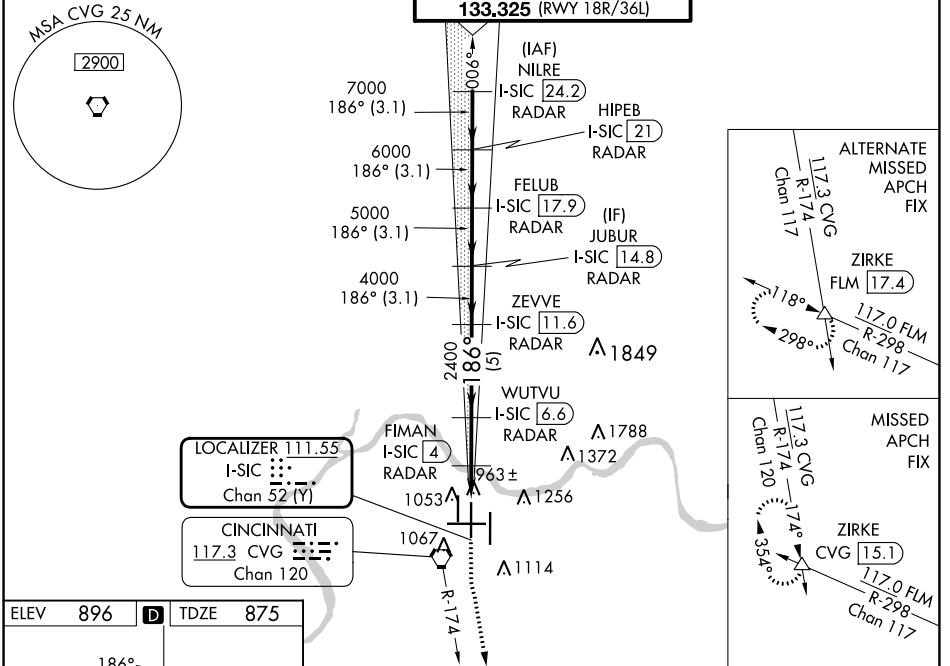 133.325 (RWY 18R/36L)
MSA CVG 25 NM
2900
006°
(IAF)
NILRE
I-SIC 24.2
RADAR
7000
186° (3.1)
HIPEB
I-SIC 21
RADAR
6000
186° (3.1)
FELUB
I-SIC 17.9
RADAR
5000
186° (3.1)
(IF)
JUBUR
I-SIC 14.8
RADAR
4000
186° (3.1)
ZEVVE
I-SIC 11.6
RADAR
2400
186°
(5)
1849
WUTVU
I-SIC 6.6
RADAR
1788
1372
FIMAN
I-SIC 4
RADAR
963±
1053
1256
LOCALIZER 111.55
I-SIC
Chan 52 (Y)
CINCINNATI
117.3 CVG
Chan 120
1067
1114
R-174
ALTERNATE
MISSED
APCH
FIX
117.3 CVG
R-174
Chan 117
ZIRKE
FLM 17.4
118°
298°
117.0 FLM
R-298
Chan 117
MISSED
APCH
FIX
117.3 CVG
R-174
Chan 120
174°
354°
ZIRKE
CVG 15.1
117.0 FLM
R-298
Chan 117
ELEV 896 D TDZE 875
186°